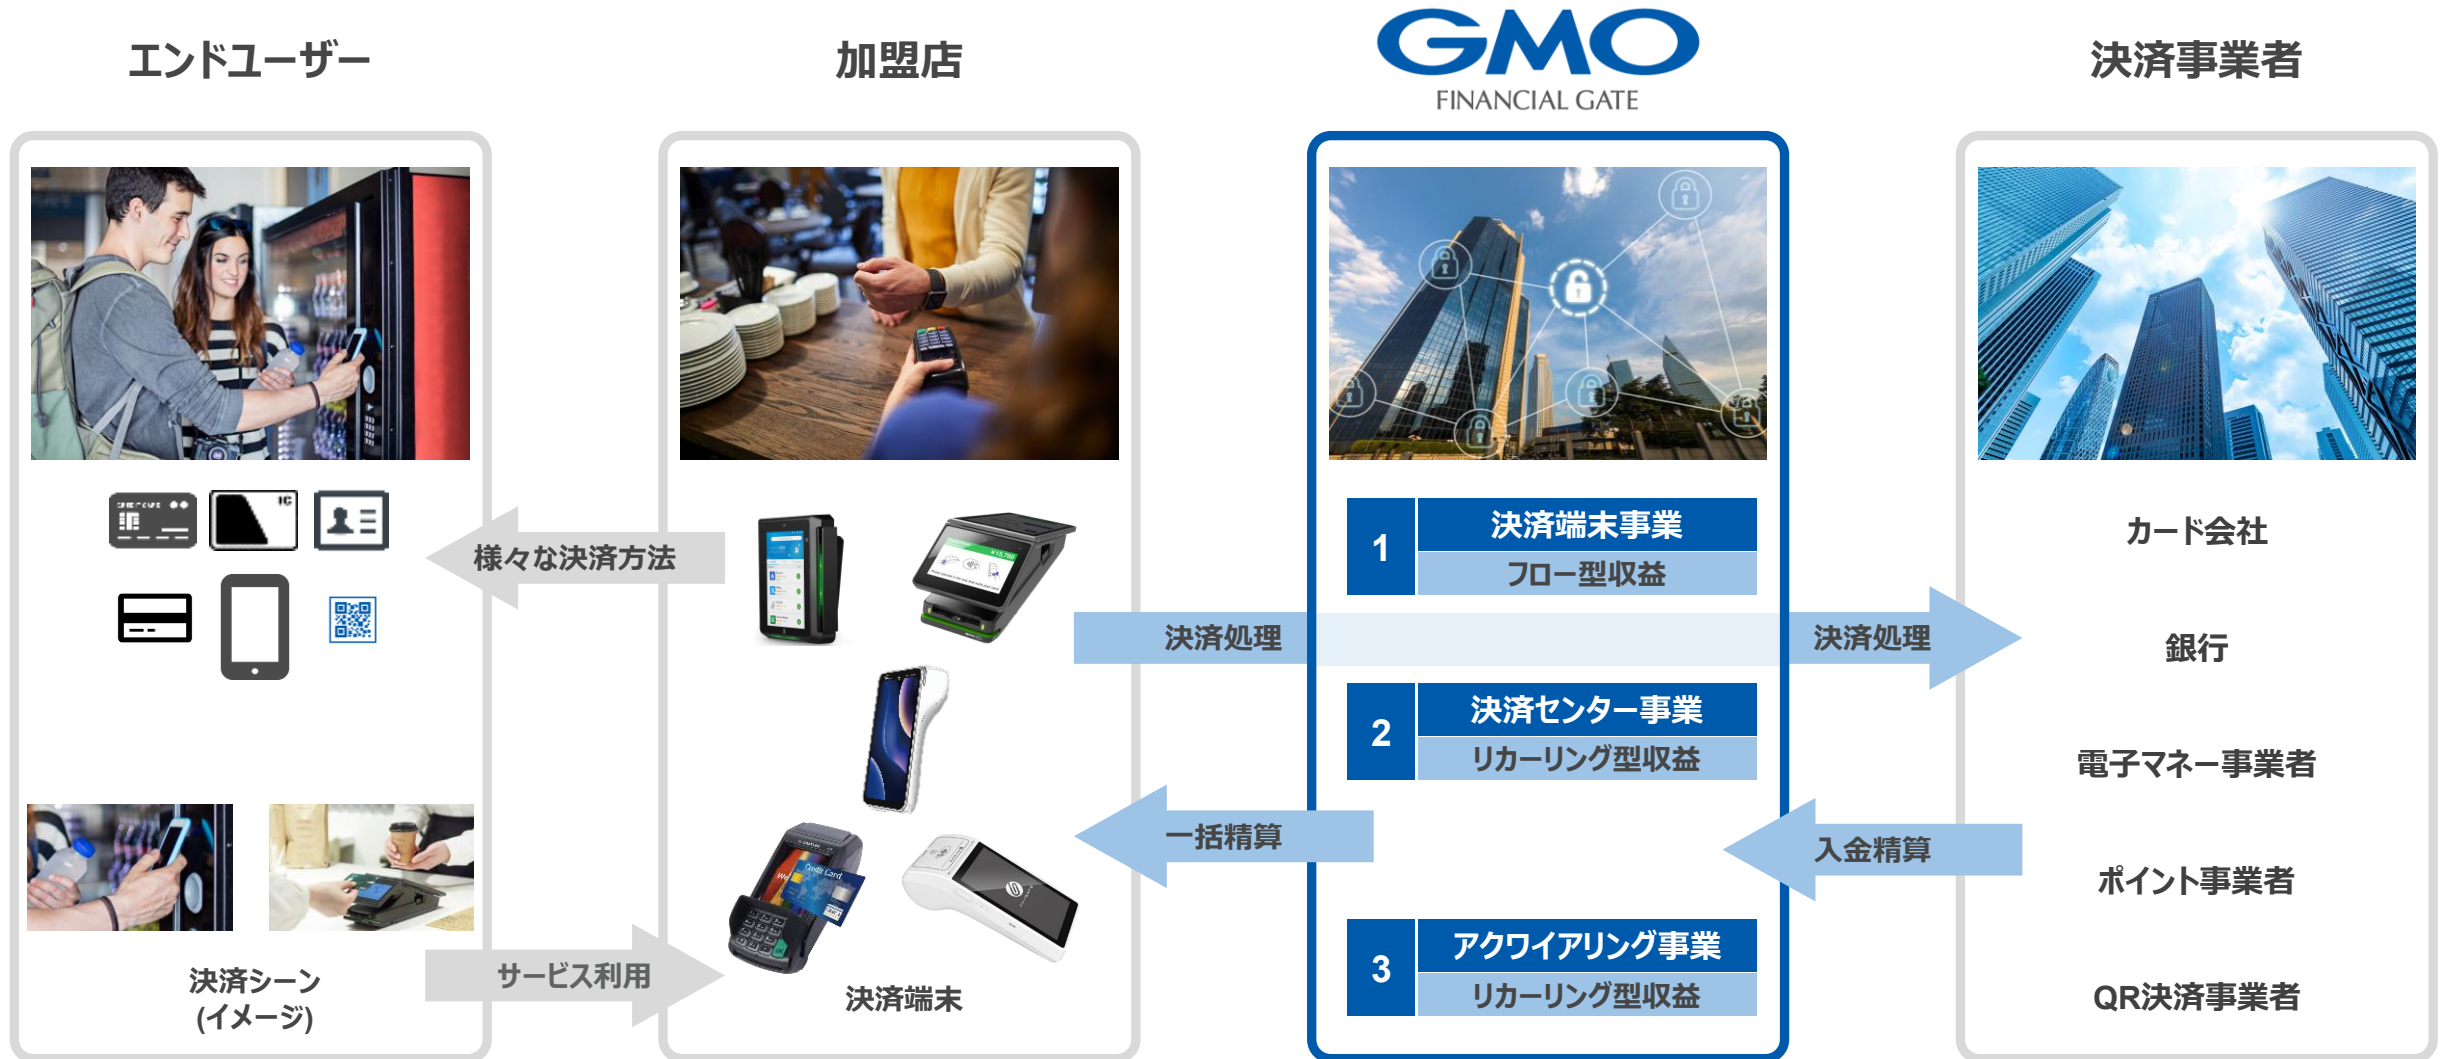 エンドユーザー
加盟店
GMO
FINANCIAL GATE
決済事業者
様々な決済方法
決済シーン
(イメージ)
サービス利用
決済端末
Credit Card
IC
決済処理
一括精算
1
決済端末事業
フロー型収益
2
決済センター事業
リカーリング型収益
3
アクワイアリング事業
リカーリング型収益
決済処理
入金精算
カード会社
銀行
電子マネー事業者
ポイント事業者
QR決済事業者